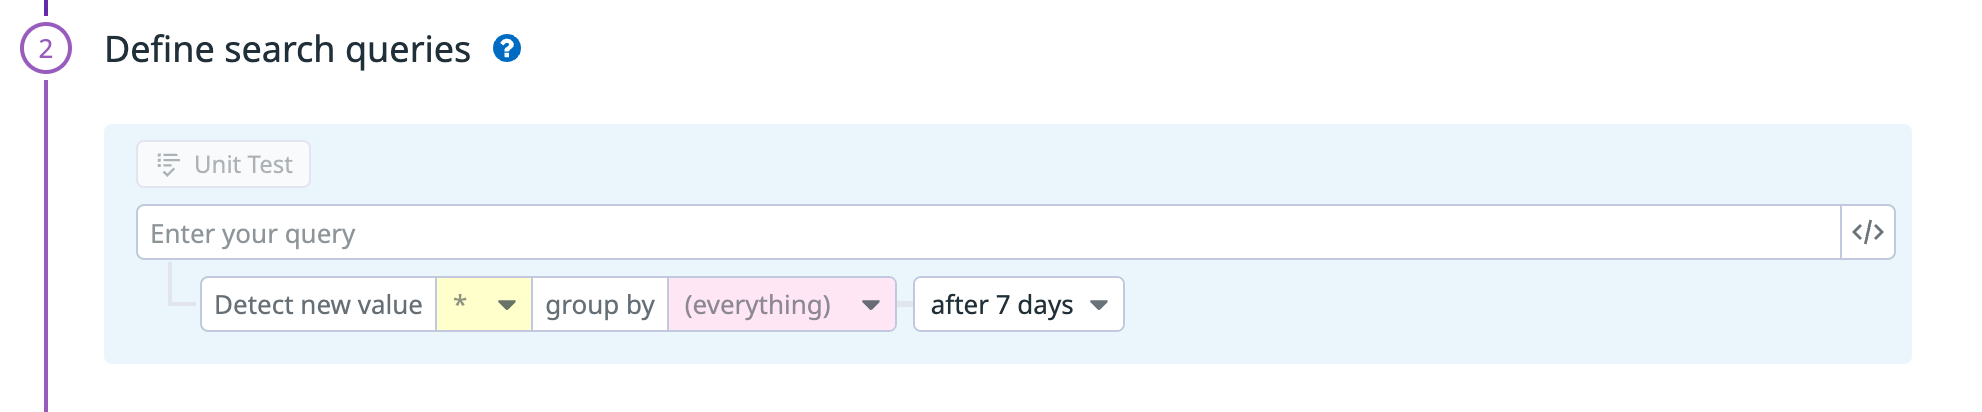 2 Define search queries ?
Unit Test
Enter your query </>
Detect new value * group by (everything) after 7 days